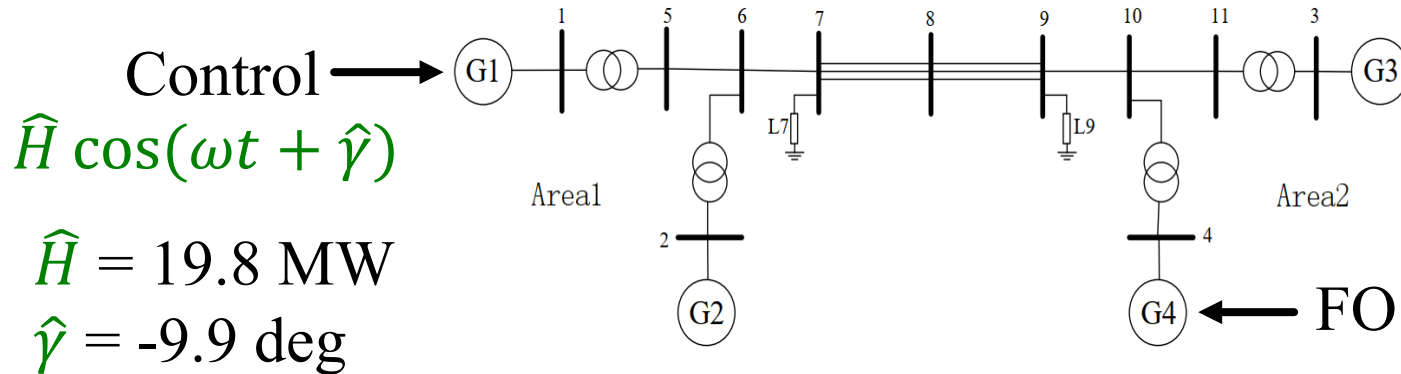 1 5 6 7 8 9 10 11 3
Control
G1
G3
Ĥ cos(ωt + γ̂)
L7
L9
Area1
Area2
Ĥ = 19.8 MW
2
4
γ̂ = -9.9 deg
G2
G4
FO